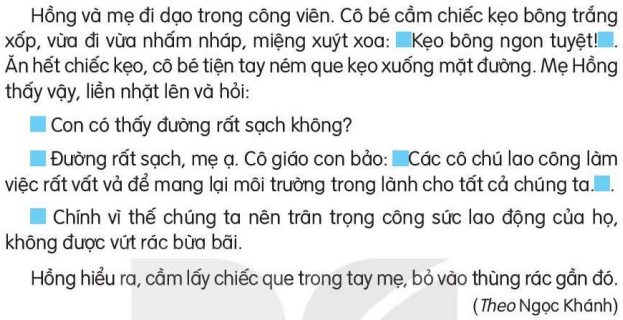 Hồng và mẹ đi dạo trong công viên. Cô bé cầm chiếc kẹo bông trắng
xốp, vừa đi vừa nhấm nháp, miệng xuýt xoa: Kẹo bông ngon tuyệt!.
Ăn hết chiếc kẹo, cô bé tiện tay ném que kẹo xuống mặt đường. Mẹ Hồng
thấy vậy, liền nhặt lên và hỏi:
Con có thấy đường rất sạch không?
Đường rất sạch, mẹ ạ. Cô giáo con bảo: Các cô chú lao công làm
việc rất vất vả để mang lại môi trường trong lành cho tất cả chúng ta..
Chính vì thế chúng ta nên trân trọng công sức lao động của họ,
không được vứt rác bừa bãi.
Hồng hiểu ra, cầm lấy chiếc que trong tay mẹ, bỏ vào thùng rác gần đó.
(Theo Ngọc Khánh)